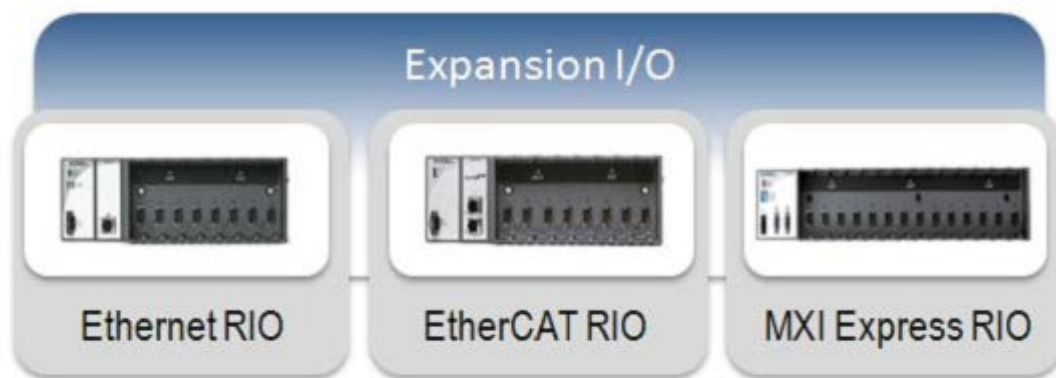 Expansion I/O
Ethernet RIO
EtherCAT RIO
MXI Express RIO